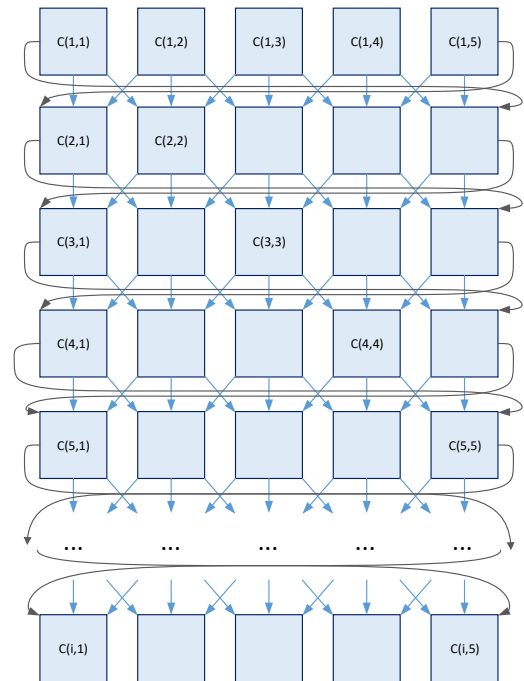 C(1,1) C(1,2) C(1,3) C(1,4) C(1,5)
C(2,1) C(2,2)
C(3,1) C(3,3)
C(4,1) C(4,4)
C(5,1) C(5,5)
... ... ... ... ...
C(i,1) C(i,5)